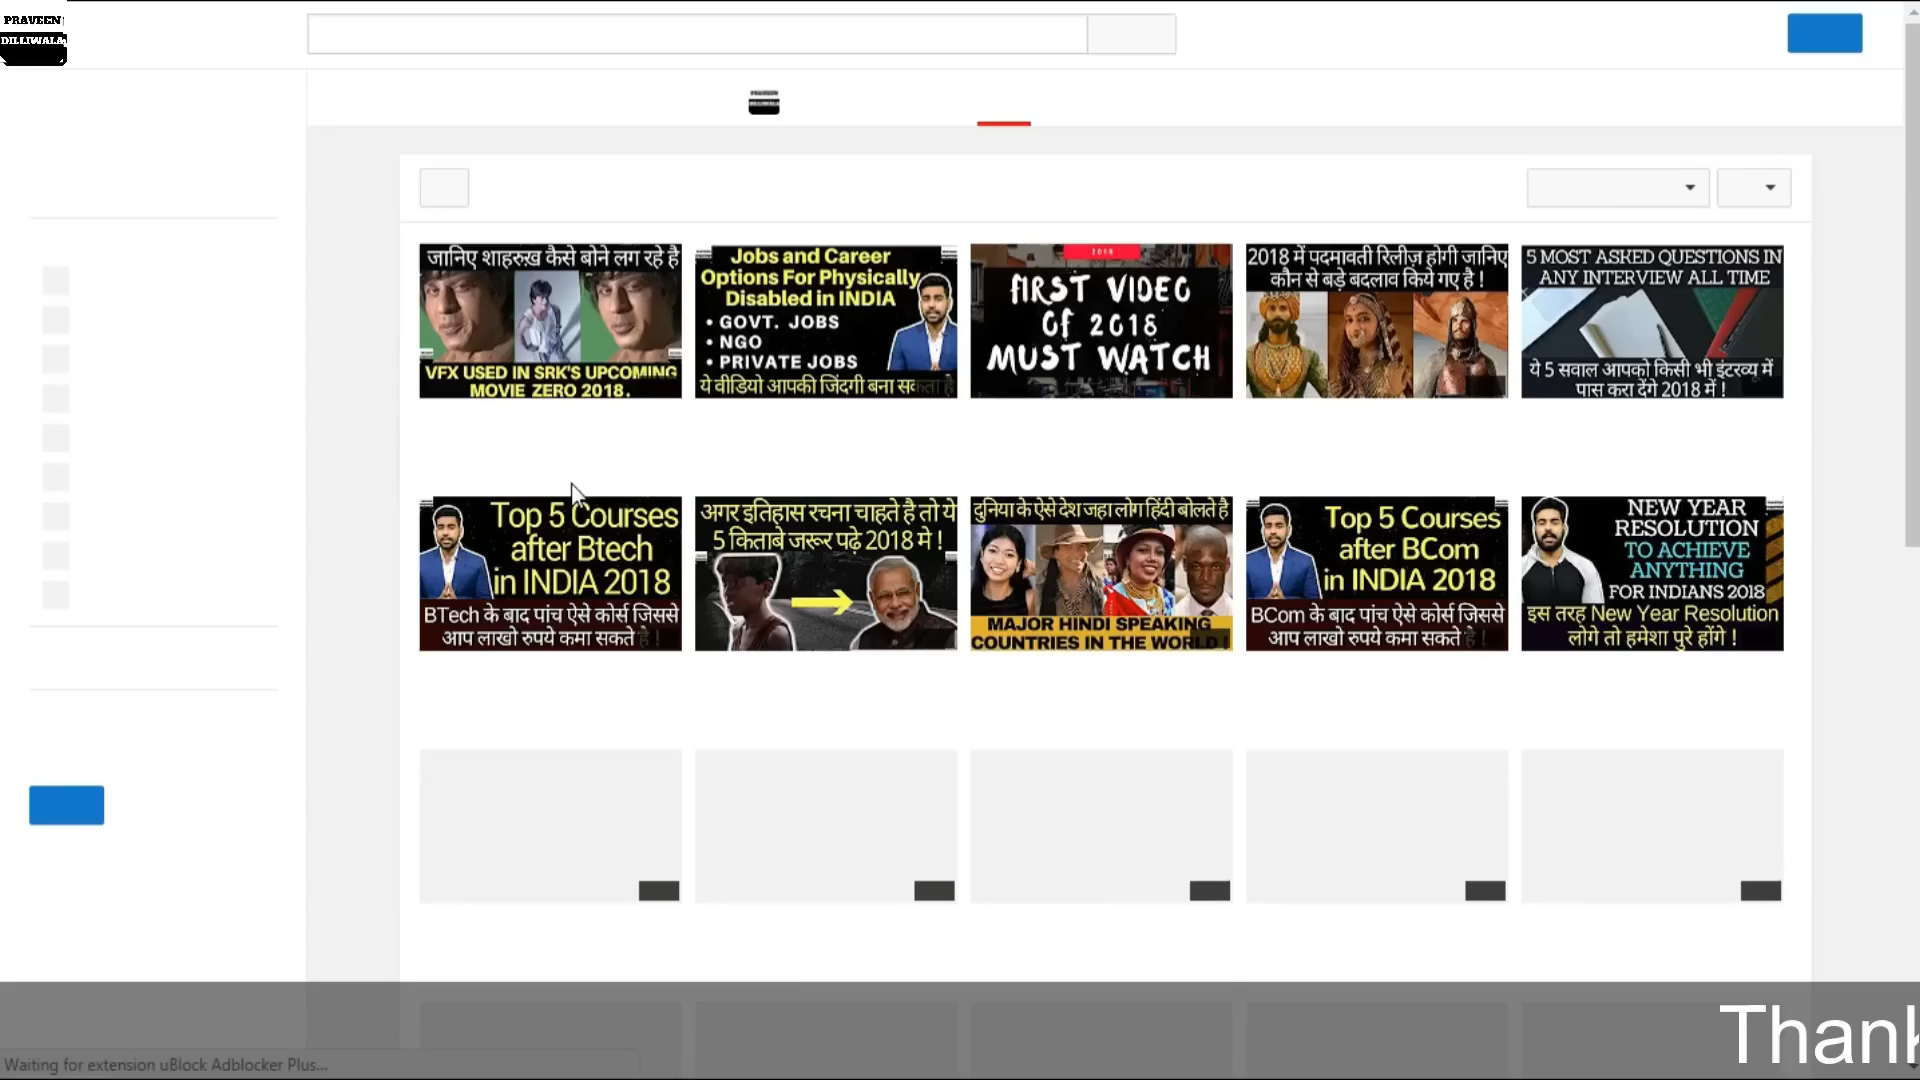 PRAVEEN
DILLIWALA
जानिए शाहरुख़ कैसे बोने लग रहे है
VFX USED IN SRK'S UPCOMING
MOVIE ZERO 2018.
Jobs and Career
Options For Physically
Disabled in INDIA
• GOVT. JOBS
• NGO
• PRIVATE JOBS
ये वीडियो आपकी जिंदगी बना सकता है
2018
FIRST VIDEO
OF 2018
MUST WATCH
2018 में पदमावती रिलीज़ होगी जानिए
कौन से बड़े बदलाव किये गए है !
5 MOST ASKED QUESTIONS IN
ANY INTERVIEW ALL TIME
ये 5 सवाल आपको किसी भी इंटरव्यू में
पास करा देंगे 2018 में !
Top 5 Courses
after Btech
in INDIA 2018
BTech के बाद पांच ऐसे कोर्स जिससे
आप लाखो रुपये कमा सकते है !
अगर इतिहास रचना चाहते है तो ये
5 किताबे जरूर पढ़े 2018 मे !
दुनिया के ऐसे देश जहा लोग हिंदी बोलते है
MAJOR HINDI SPEAKING
COUNTRIES IN THE WORLD !
Top 5 Courses
after BCom
in INDIA 2018
BCom के बाद पांच ऐसे कोर्स जिससे
आप लाखो रुपये कमा सकते है !
NEW YEAR
RESOLUTION
TO ACHIEVE
ANYTHING
FOR INDIANS 2018
इस तरह New Year Resolution
लोगे तो हमेशा पुरे होंगे !
Thank
Waiting for extension uBlock Adblocker Plus...